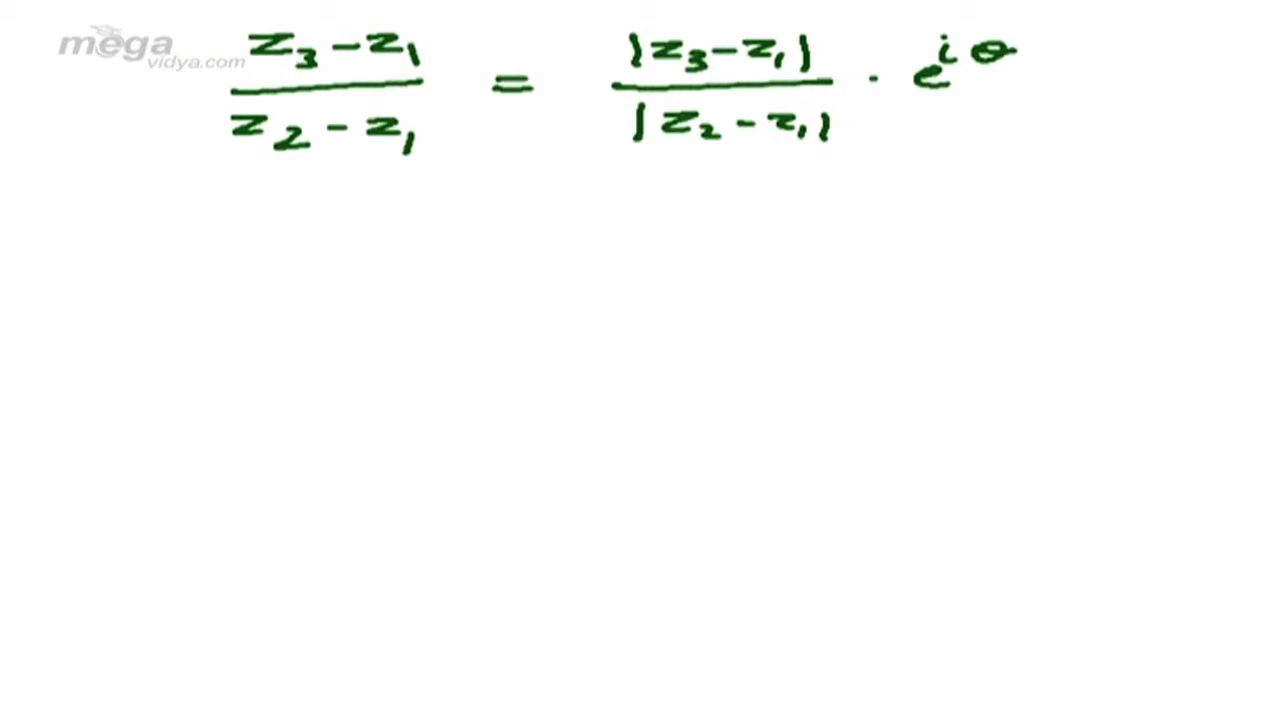 mega
vidya.com
z₃ - z₁ / z₂ - z₁ = |z₃ - z₁| / |z₂ - z₁| · e^{iθ}